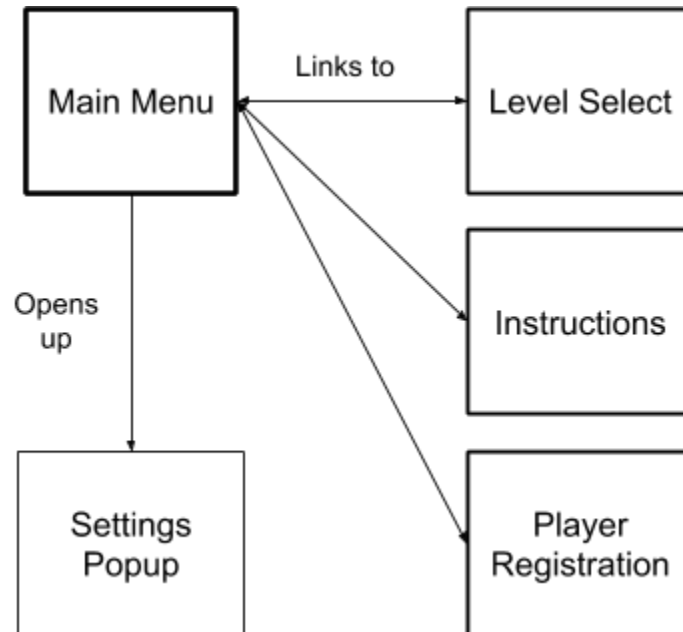 Links to
Main Menu
Level Select
Instructions
Opens
up
Settings
Popup
Player
Registration